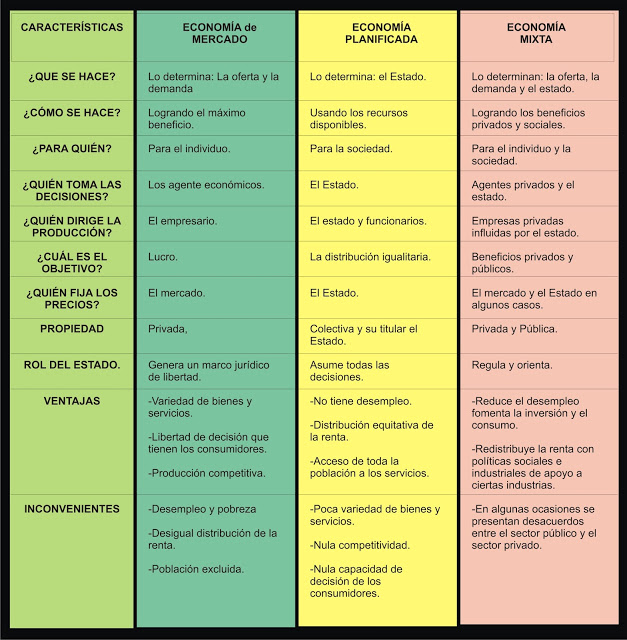 CARACTERÍSTICAS
ECONOMÍA de
MERCADO
ECONOMÍA
PLANIFICADA
ECONOMÍA
MIXTA
¿QUE SE HACE?
Lo determina: La oferta y la
demanda
Lo determina: el Estado.
Lo determinan: la oferta, la
demanda y el estado.
¿CÓMO SE HACE?
Logrando el máximo
beneficio.
Usando los recursos
disponibles.
Logrando los beneficios
privados y sociales.
¿PARA QUIÉN?
Para el individuo.
Para la sociedad.
Para el individuo y la
sociedad.
¿QUIÉN TOMA LAS
DECISIONES?
Los agente económicos.
El Estado.
Agentes privados y el
estado.
¿QUIÉN DIRIGE LA
PRODUCCIÓN?
El empresario.
El estado y funcionarios.
Empresas privadas
influidas por el estado.
¿CUÁL ES EL
OBJETIVO?
Lucro.
La distribución igualitaria.
Beneficios privados y
públicos.
¿QUIÉN FIJA LOS
PRECIOS?
El mercado.
El Estado.
El mercado y el Estado en
algunos casos.
PROPIEDAD
Privada,
Colectiva y su titular el
Estado.
Privada y Pública.
ROL DEL ESTADO.
Genera un marco jurídico
de libertad.
Asume todas las
decisiones.
Regula y orienta.
VENTAJAS
-Variedad de bienes y
servicios.
-Libertad de decisión que
tienen los consumidores.
-Producción competitiva.
-No tiene desempleo.
-Distribución equitativa de
la renta.
-Acceso de toda la
población a los servicios.
-Reduce el desempleo
fomenta la inversión y el
consumo.
-Redistribuye la renta con
políticas sociales e
industriales de apoyo a
ciertas industrias.
INCONVENIENTES
-Desempleo y pobreza
-Desigual distribución de la
renta.
-Población excluida.
-Poca variedad de bienes y
servicios.
-Nula competitividad.
-Nula capacidad de
decisión de los
consumidores.
-En algunas ocasiones se
presentan desacuerdos
entre el sector público y el
sector privado.